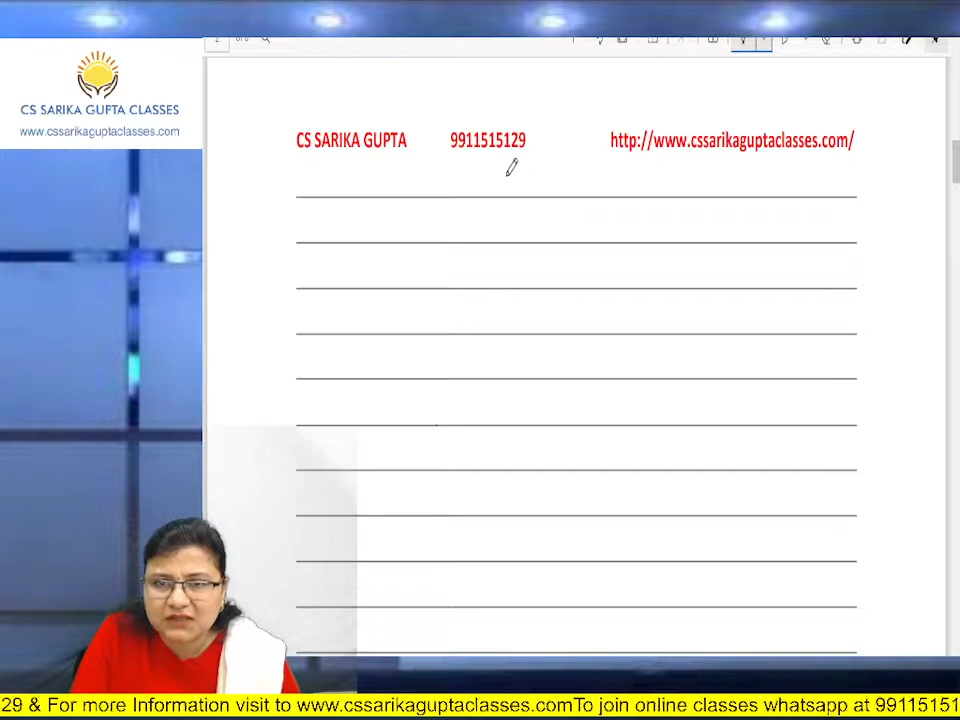 CS SARIKA GUPTA CLASSES
www.cssarikaguptaclasses.com
CS SARIKA GUPTA 9911515129 http://www.cssarikaguptaclasses.com/
29 & For more Information visit to www.cssarikaguptaclasses.comTo join online classes whatsapp at 99115151